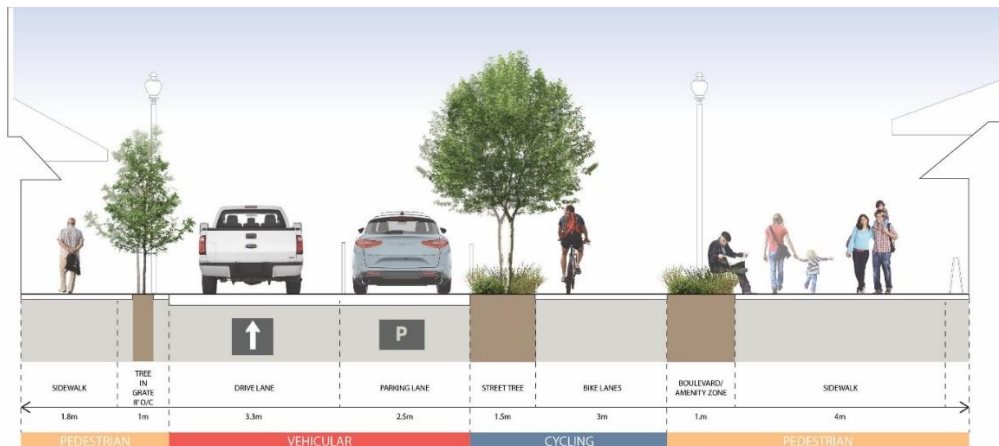 P
SIDEWALK
TREE
IN
GRATE
8' O/C
DRIVE LANE
PARKING LANE
STREET TREE
BIKE LANES
BOULEVARD/
AMENITY ZONE
SIDEWALK
1.8m
1m
3.3m
2.5m
1.5m
3m
1.m
4m
PEDESTRIAN
VEHICULAR
CYCLING
PEDESTRIAN